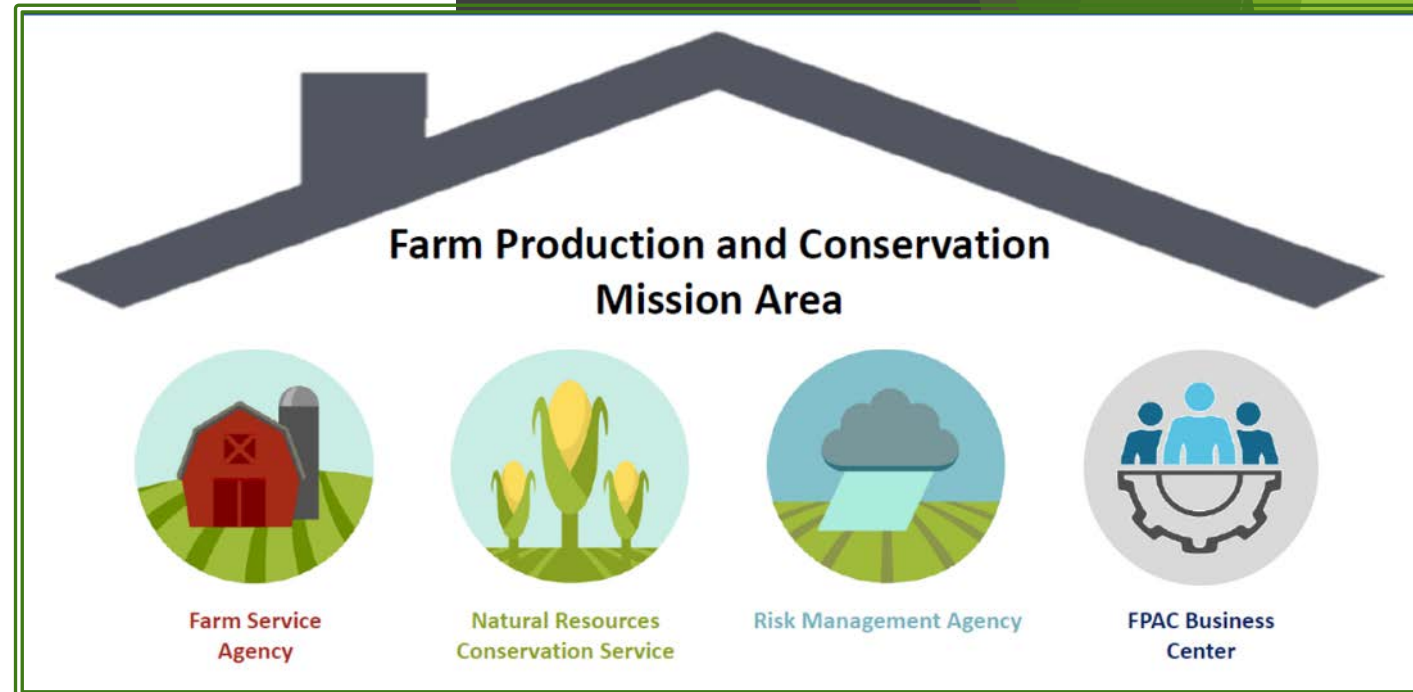 Farm Production and Conservation
Mission Area
Farm Service
Agency
Natural Resources
Conservation Service
Risk Management Agency
FPAC Business
Center